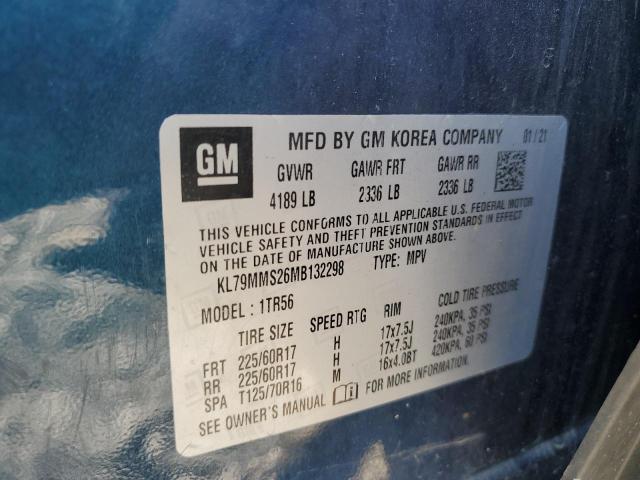 GM
MFD BY GM KOREA COMPANY 01/21
GVWR GAWR FRT GAWR RR
4189 LB 2336 LB 2336 LB
THIS VEHICLE CONFORMS TO ALL APPLICABLE U.S. FEDERAL MOTOR
VEHICLE SAFETY AND THEFT PREVENTION STANDARDS IN EFFECT
ON THE DATE OF MANUFACTURE SHOWN ABOVE.
KL79MMS26MB132298 TYPE: MPV
MODEL : 1TR56
TIRE SIZE SPEED RTG RIM COLD TIRE PRESSURE
FRT 225/60R17 H 17x7.5J 240KPA, 35 PSI
RR 225/60R17 H 17x7.5J 240KPA, 35 PSI
SPA T125/70R16 M 16x4.0BT 420KPA, 60 PSI
SEE OWNER'S MANUAL FOR MORE INFORMATION.